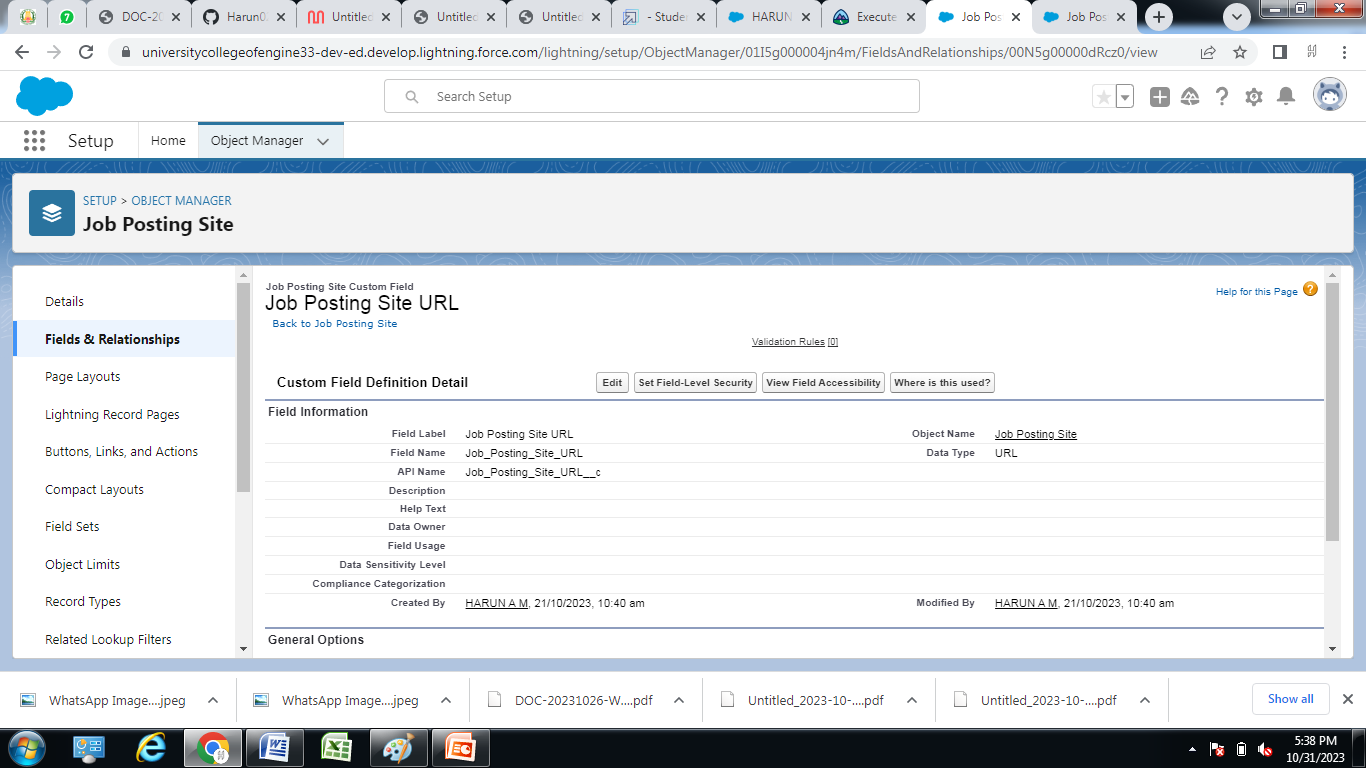 DOC-20
Harun0
Untitled
Untitled
Untitled
- Studen
HARUN
Execute
Job Pos
Job Pos
universitycollegeofengine33-dev-ed.develop.lightning.force.com/lightning/setup/ObjectManager/01I5g000004jn4m/FieldsAndRelationships/00N5g00000dRcz0/view
Search Setup
Setup
Home
Object Manager
SETUP > OBJECT MANAGER
Job Posting Site
Details
Fields & Relationships
Page Layouts
Lightning Record Pages
Buttons, Links, and Actions
Compact Layouts
Field Sets
Object Limits
Record Types
Related Lookup Filters
Job Posting Site Custom Field
Job Posting Site URL
Back to Job Posting Site
Help for this Page
Validation Rules [0]
Custom Field Definition Detail
Edit
Set Field-Level Security
View Field Accessibility
Where is this used?
Field Information
Field Label Job Posting Site URL Object Name Job Posting Site
Field Name Job_Posting_Site_URL Data Type URL
API Name Job_Posting_Site_URL__c
Description
Help Text
Data Owner
Field Usage
Data Sensitivity Level
Compliance Categorization
Created By HARUN A M, 21/10/2023, 10:40 am Modified By HARUN A M, 21/10/2023, 10:40 am
General Options
WhatsApp Image....jpeg
WhatsApp Image....jpeg
DOC-20231026-W....pdf
Untitled_2023-10-....pdf
Untitled_2023-10-....pdf
Show all
5:38 PM
10/31/2023